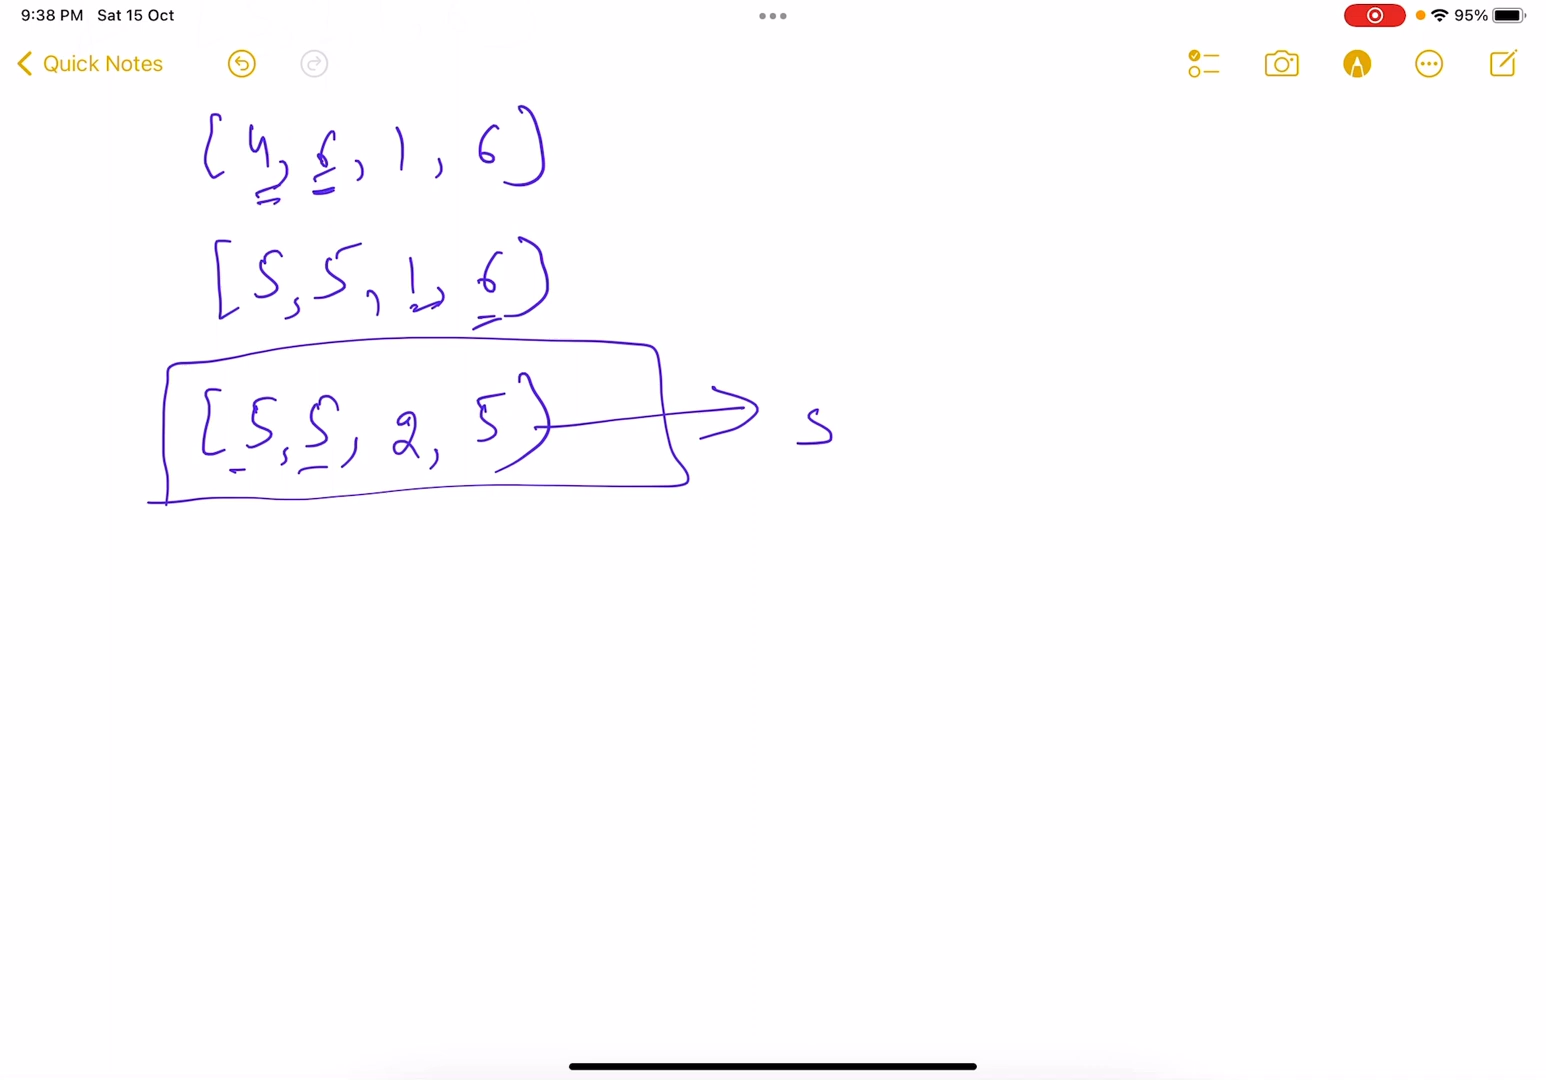 9:38 PM Sat 15 Oct 95%
Quick Notes
[4, 6, 1, 6]
[5, 5, 1, 6]
[5, 5, 2, 5] → 5